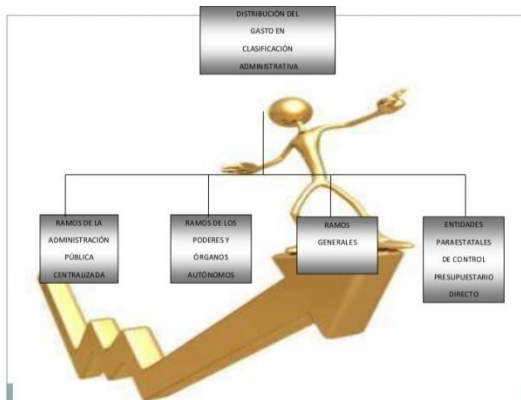 DISTRIBUCIÓN DEL
GASTO EN
CLASIFICACIÓN
ADMINISTRATIVA
RAMOS DE LA
ADMINISTRACIÓN
PÚBLICA
CENTRALIZADA
RAMOS DE LOS
PODERES Y
ÓRGANOS
AUTÓNOMOS
RAMOS
GENERALES
ENTIDADES
PARAESTATALES
DE CONTROL
PRESUPUESTARIO
DIRECTO